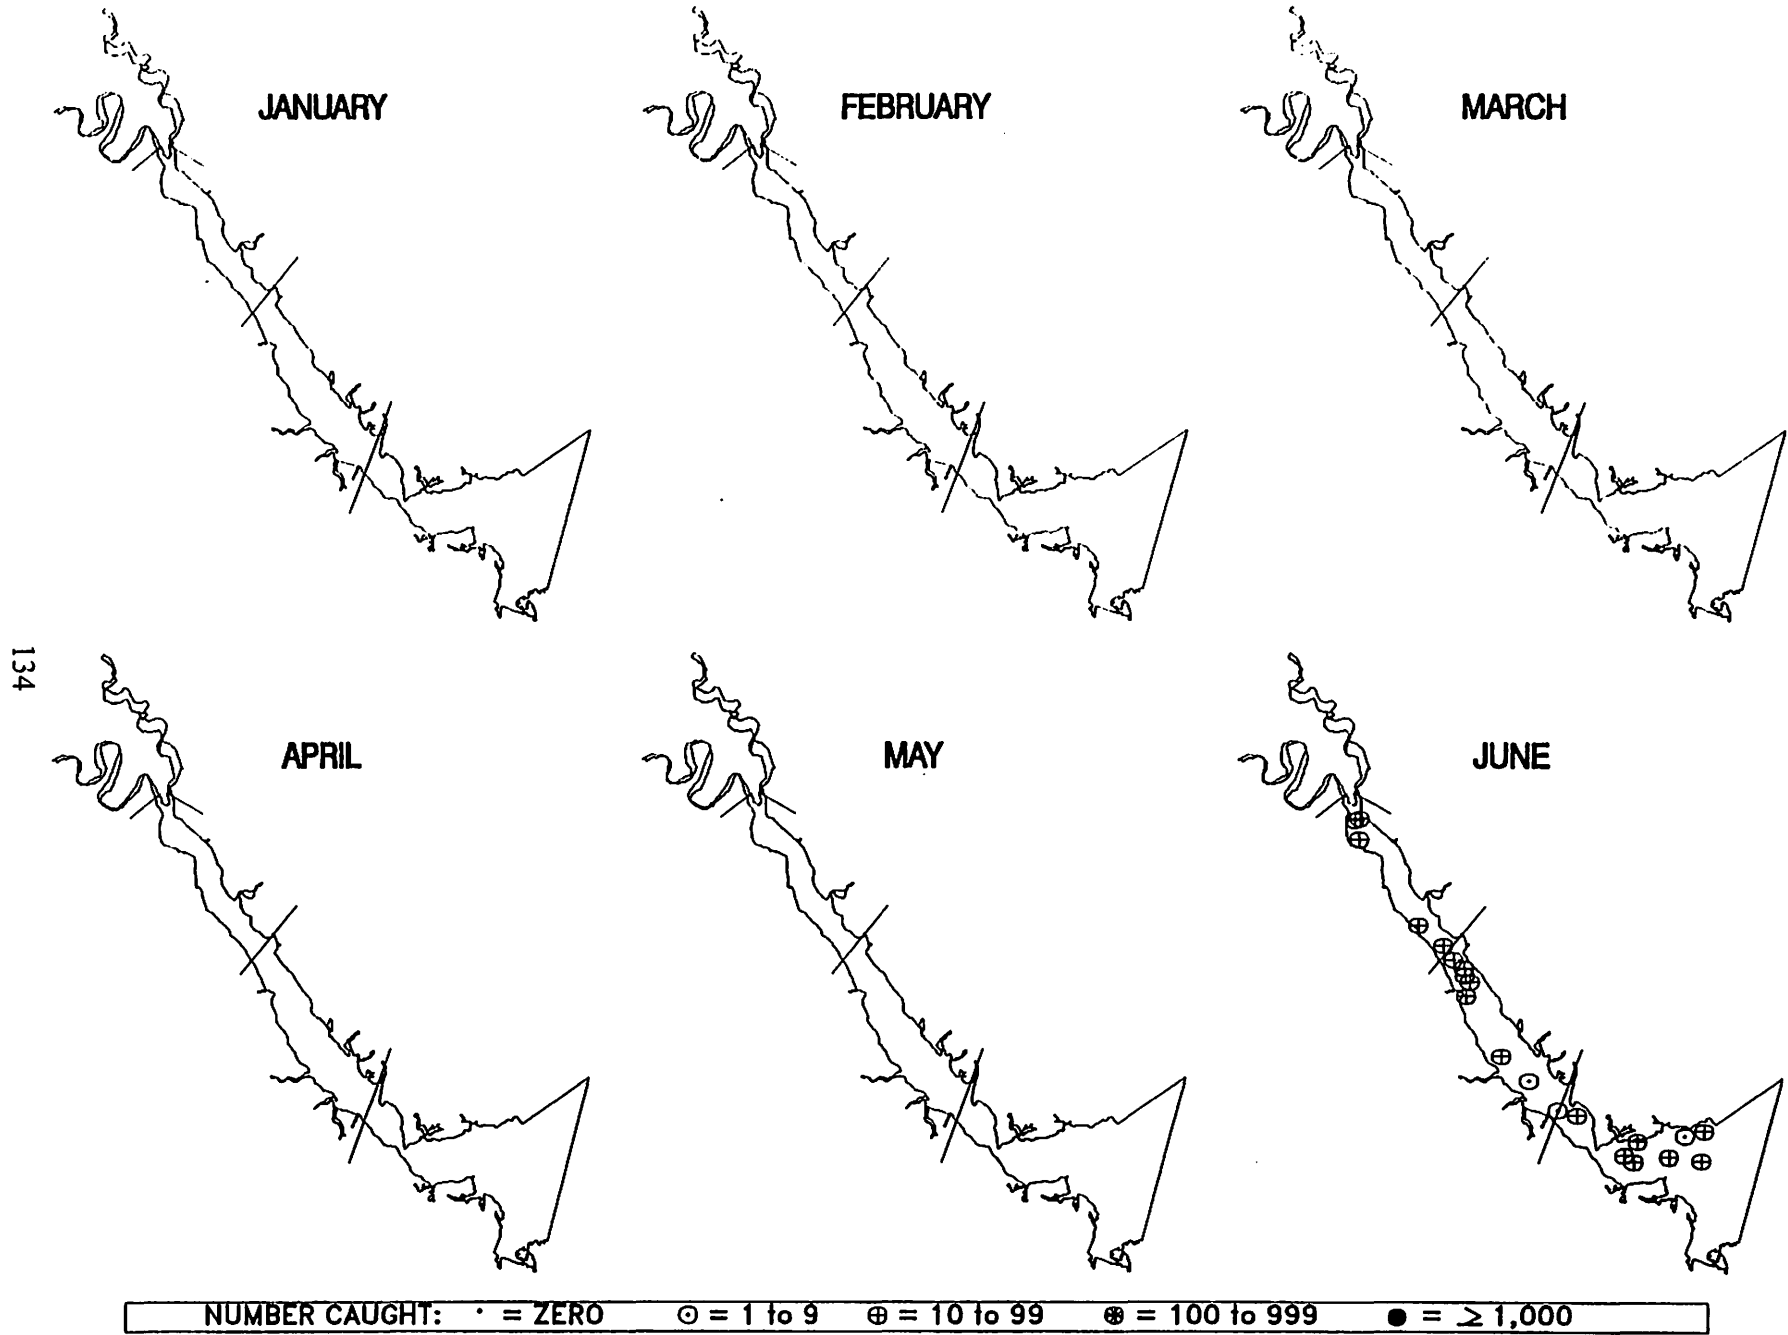 JANUARY
FEBRUARY
MARCH
134
APRIL
MAY
JUNE
NUMBER CAUGHT: · = ZERO ⊙ = 1 to 9 ⊕ = 10 to 99 ⊛ = 100 to 999 ● = ≥ 1,000